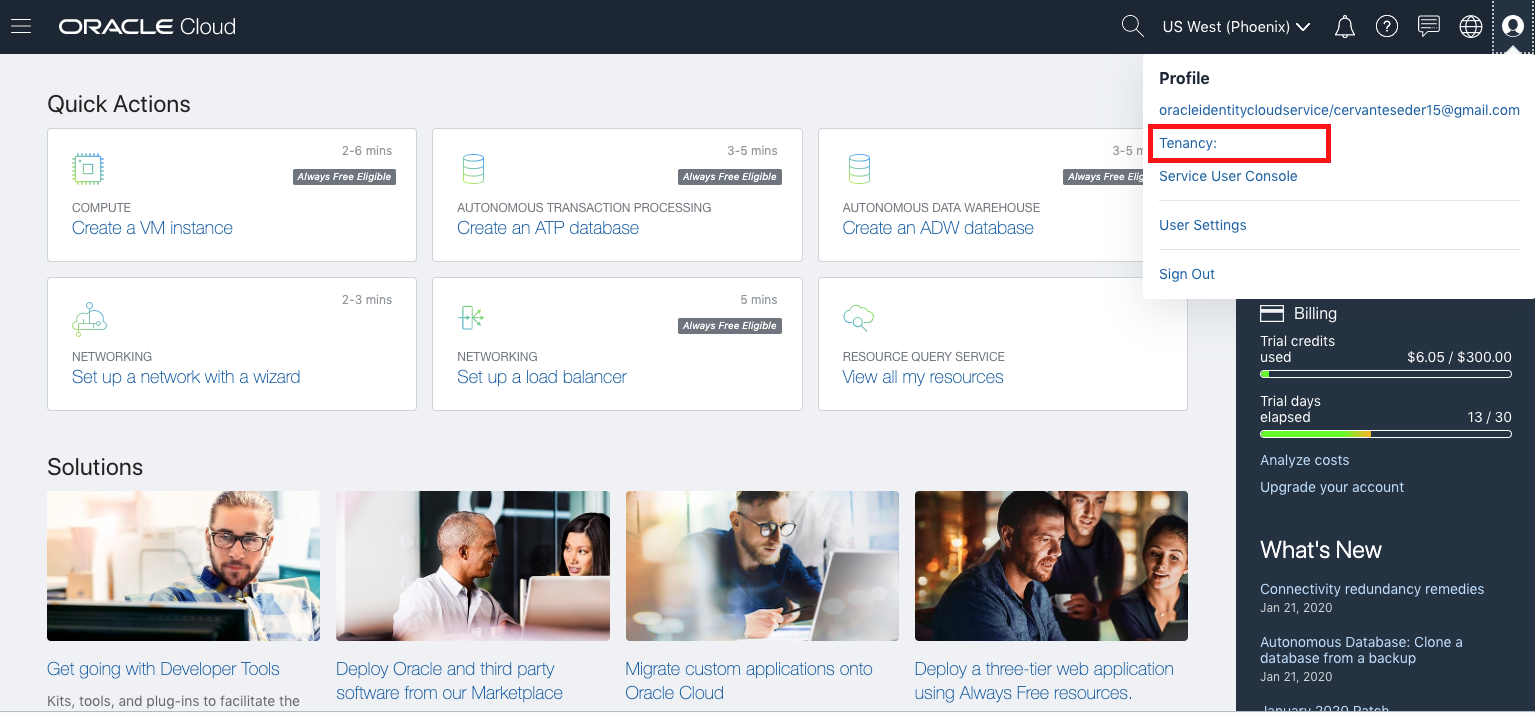 ORACLE Cloud
US West (Phoenix)
Profile
oracleidentitycloudservice/cervanteseder15@gmail.com
Tenancy:
Service User Console
User Settings
Sign Out
Quick Actions
2-6 mins
Always Free Eligible
COMPUTE
Create a VM instance
3-5 mins
Always Free Eligible
AUTONOMOUS TRANSACTION PROCESSING
Create an ATP database
3-5 m
Always Free Elig
AUTONOMOUS DATA WAREHOUSE
Create an ADW database
2-3 mins
NETWORKING
Set up a network with a wizard
5 mins
Always Free Eligible
NETWORKING
Set up a load balancer
RESOURCE QUERY SERVICE
View all my resources
Billing
Trial credits
used
$6.05 / $300.00
Trial days
elapsed
13 / 30
Analyze costs
Upgrade your account
What's New
Connectivity redundancy remedies
Jan 21, 2020
Autonomous Database: Clone a
database from a backup
Jan 21, 2020
January 2020 Patch
Solutions
Get going with Developer Tools
Kits, tools, and plug-ins to facilitate the
Deploy Oracle and third party
software from our Marketplace
Migrate custom applications onto
Oracle Cloud
Deploy a three-tier web application
using Always Free resources.